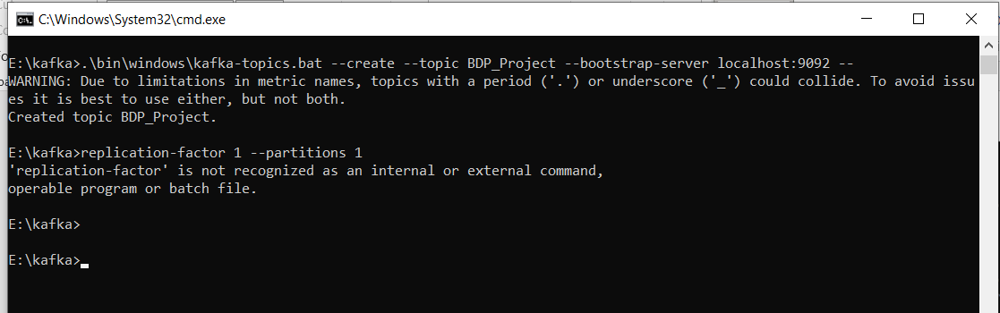 C:\Windows\System32\cmd.exe
E:\kafka>.\bin\windows\kafka-topics.bat --create --topic BDP_Project --bootstrap-server localhost:9092 --
WARNING: Due to limitations in metric names, topics with a period ('.') or underscore ('_') could collide. To avoid issu
es it is best to use either, but not both.
Created topic BDP_Project.
E:\kafka>replication-factor 1 --partitions 1
'replication-factor' is not recognized as an internal or external command,
operable program or batch file.
E:\kafka>
E:\kafka>